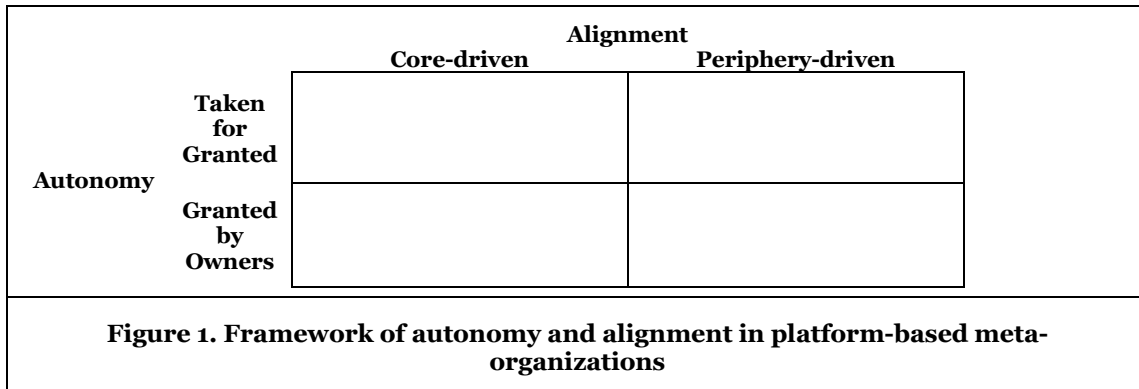 Alignment
Core-driven Periphery-driven
Taken
for
Granted
Autonomy
Granted
by
Owners
Figure 1. Framework of autonomy and alignment in platform-based meta-
organizations